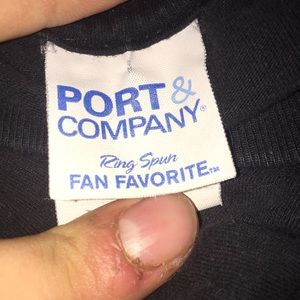 PORT &
COMPANY®
Ring Spun
FAN FAVORITE™